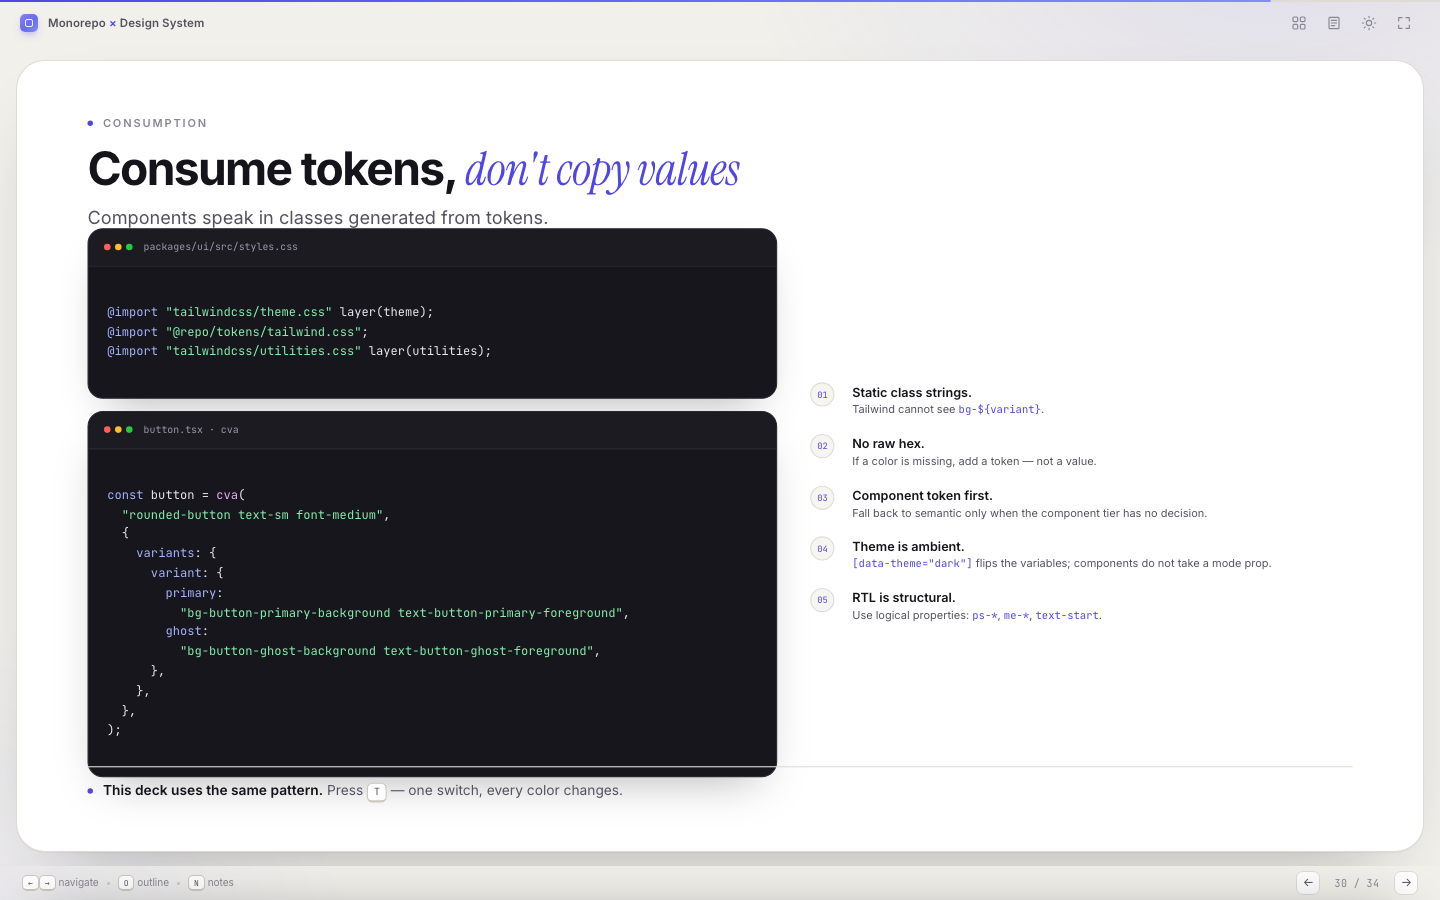 Monorepo × Design System
CONSUMPTION
Consume tokens, don't copy values
Components speak in classes generated from tokens.
packages/ui/src/styles.css
@import "tailwindcss/theme.css" layer(theme);
@import "@repo/tokens/tailwind.css";
@import "tailwindcss/utilities.css" layer(utilities);
button.tsx · cva
const button = cva(
  "rounded-button text-sm font-medium",
  {
    variants: {
      variant: {
        primary:
          "bg-button-primary-background text-button-primary-foreground",
        ghost:
          "bg-button-ghost-background text-button-ghost-foreground",
      },
    },
  },
);
01 Static class strings.
Tailwind cannot see bg-${variant}.
02 No raw hex.
If a color is missing, add a token — not a value.
03 Component token first.
Fall back to semantic only when the component tier has no decision.
04 Theme is ambient.
[data-theme="dark"] flips the variables; components do not take a mode prop.
05 RTL is structural.
Use logical properties: ps-*, me-*, text-start.
This deck uses the same pattern. Press T — one switch, every color changes.
← → navigate · O outline · N notes
← 30 / 34 →